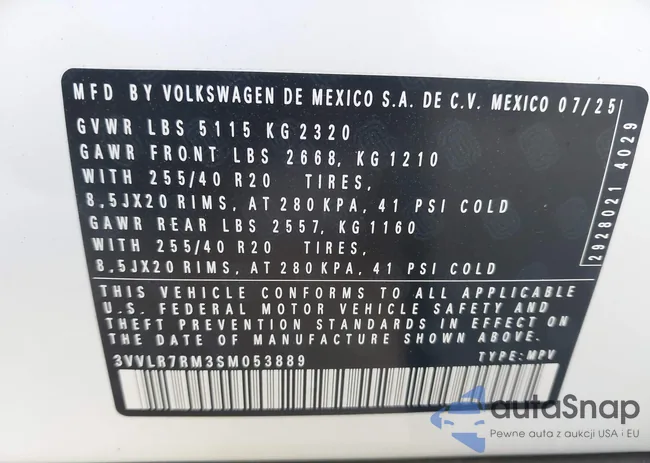 MFD BY VOLKSWAGEN DE MEXICO S.A. DE C.V. MEXICO 07/25
GVWR LBS 5115 KG 2320
GAWR FRONT LBS 2668, KG 1210
WITH 255/40 R20 TIRES,
8,5JX20 RIMS, AT 280 KPA, 41 PSI COLD
GAWR REAR LBS 2557, KG 1160
WITH 255/40 R20 TIRES,
8,5JX20 RIMS, AT 280 KPA, 41 PSI COLD
THIS VEHICLE CONFORMS TO ALL APPLICABLE
U.S. FEDERAL MOTOR VEHICLE SAFETY AND
THEFT PREVENTION STANDARDS IN EFFECT ON
THE DATE OF MANUFACTURE SHOWN ABOVE.
3VVLR7RM3SM053889 TYPE:MPV
2928021 4029
autaSnap
Pewne auta z aukcji USA i EU